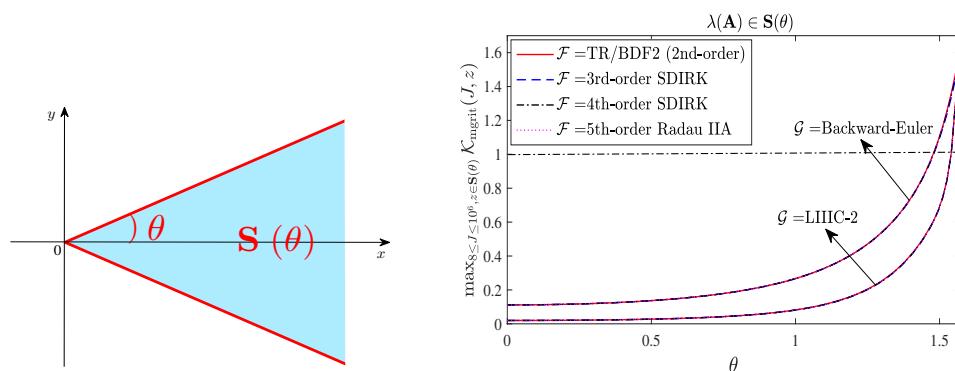 y
θ
S (θ)
0
x
λ(A) ∈ S(θ)
max_{8≤J≤10^6, z∈S(θ)} K_mgrit(J, z)
1.6
1.4
1.2
1
0.8
0.6
0.4
0.2
0
F =TR/BDF2 (2nd-order)
F =3rd-order SDIRK
F =4th-order SDIRK
F =5th-order Radau IIA
G =Backward-Euler
G =LIIIC-2
0 0.5 1 1.5
θ